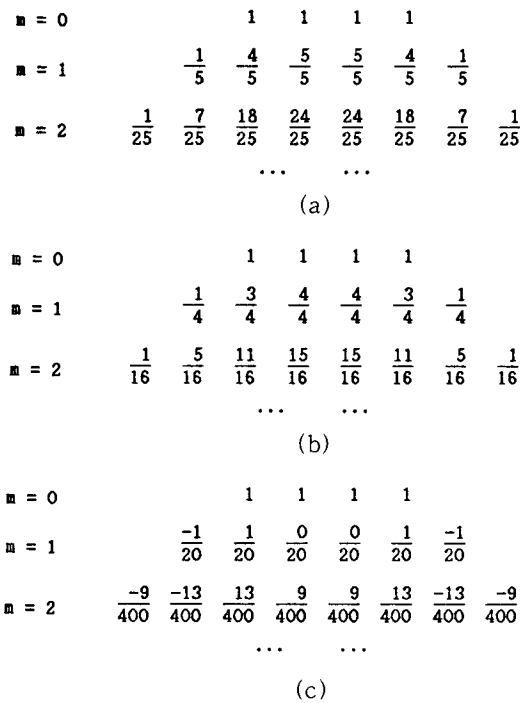 m = 0 1 1 1 1
m = 1 1/5 4/5 5/5 5/5 4/5 1/5
m = 2 1/25 7/25 18/25 24/25 24/25 18/25 7/25 1/25
... ...
(a)
m = 0 1 1 1 1
m = 1 1/4 3/4 4/4 4/4 3/4 1/4
m = 2 1/16 5/16 11/16 15/16 15/16 11/16 5/16 1/16
... ...
(b)
m = 0 1 1 1 1
m = 1 -1/20 1/20 0/20 0/20 1/20 -1/20
m = 2 -9/400 -13/400 13/400 9/400 9/400 13/400 -13/400 -9/400
... ...
(c)